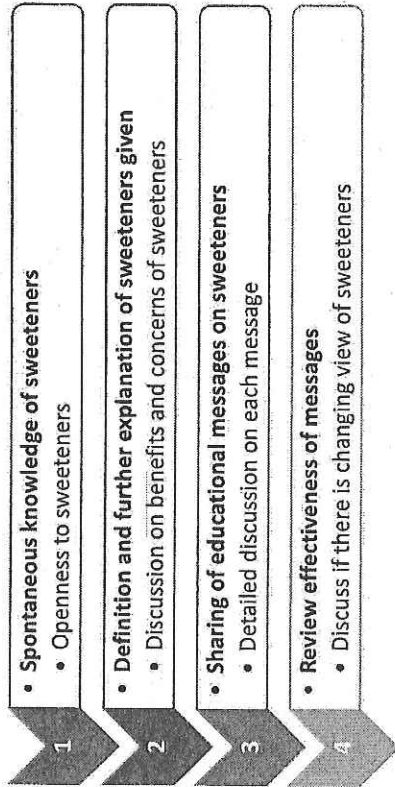 1
• Spontaneous knowledge of sweeteners
• Openness to sweeteners
2
• Definition and further explanation of sweeteners given
• Discussion on benefits and concerns of sweeteners
3
• Sharing of educational messages on sweeteners
• Detailed discussion on each message
4
• Review effectiveness of messages
• Discuss if there is changing view of sweeteners